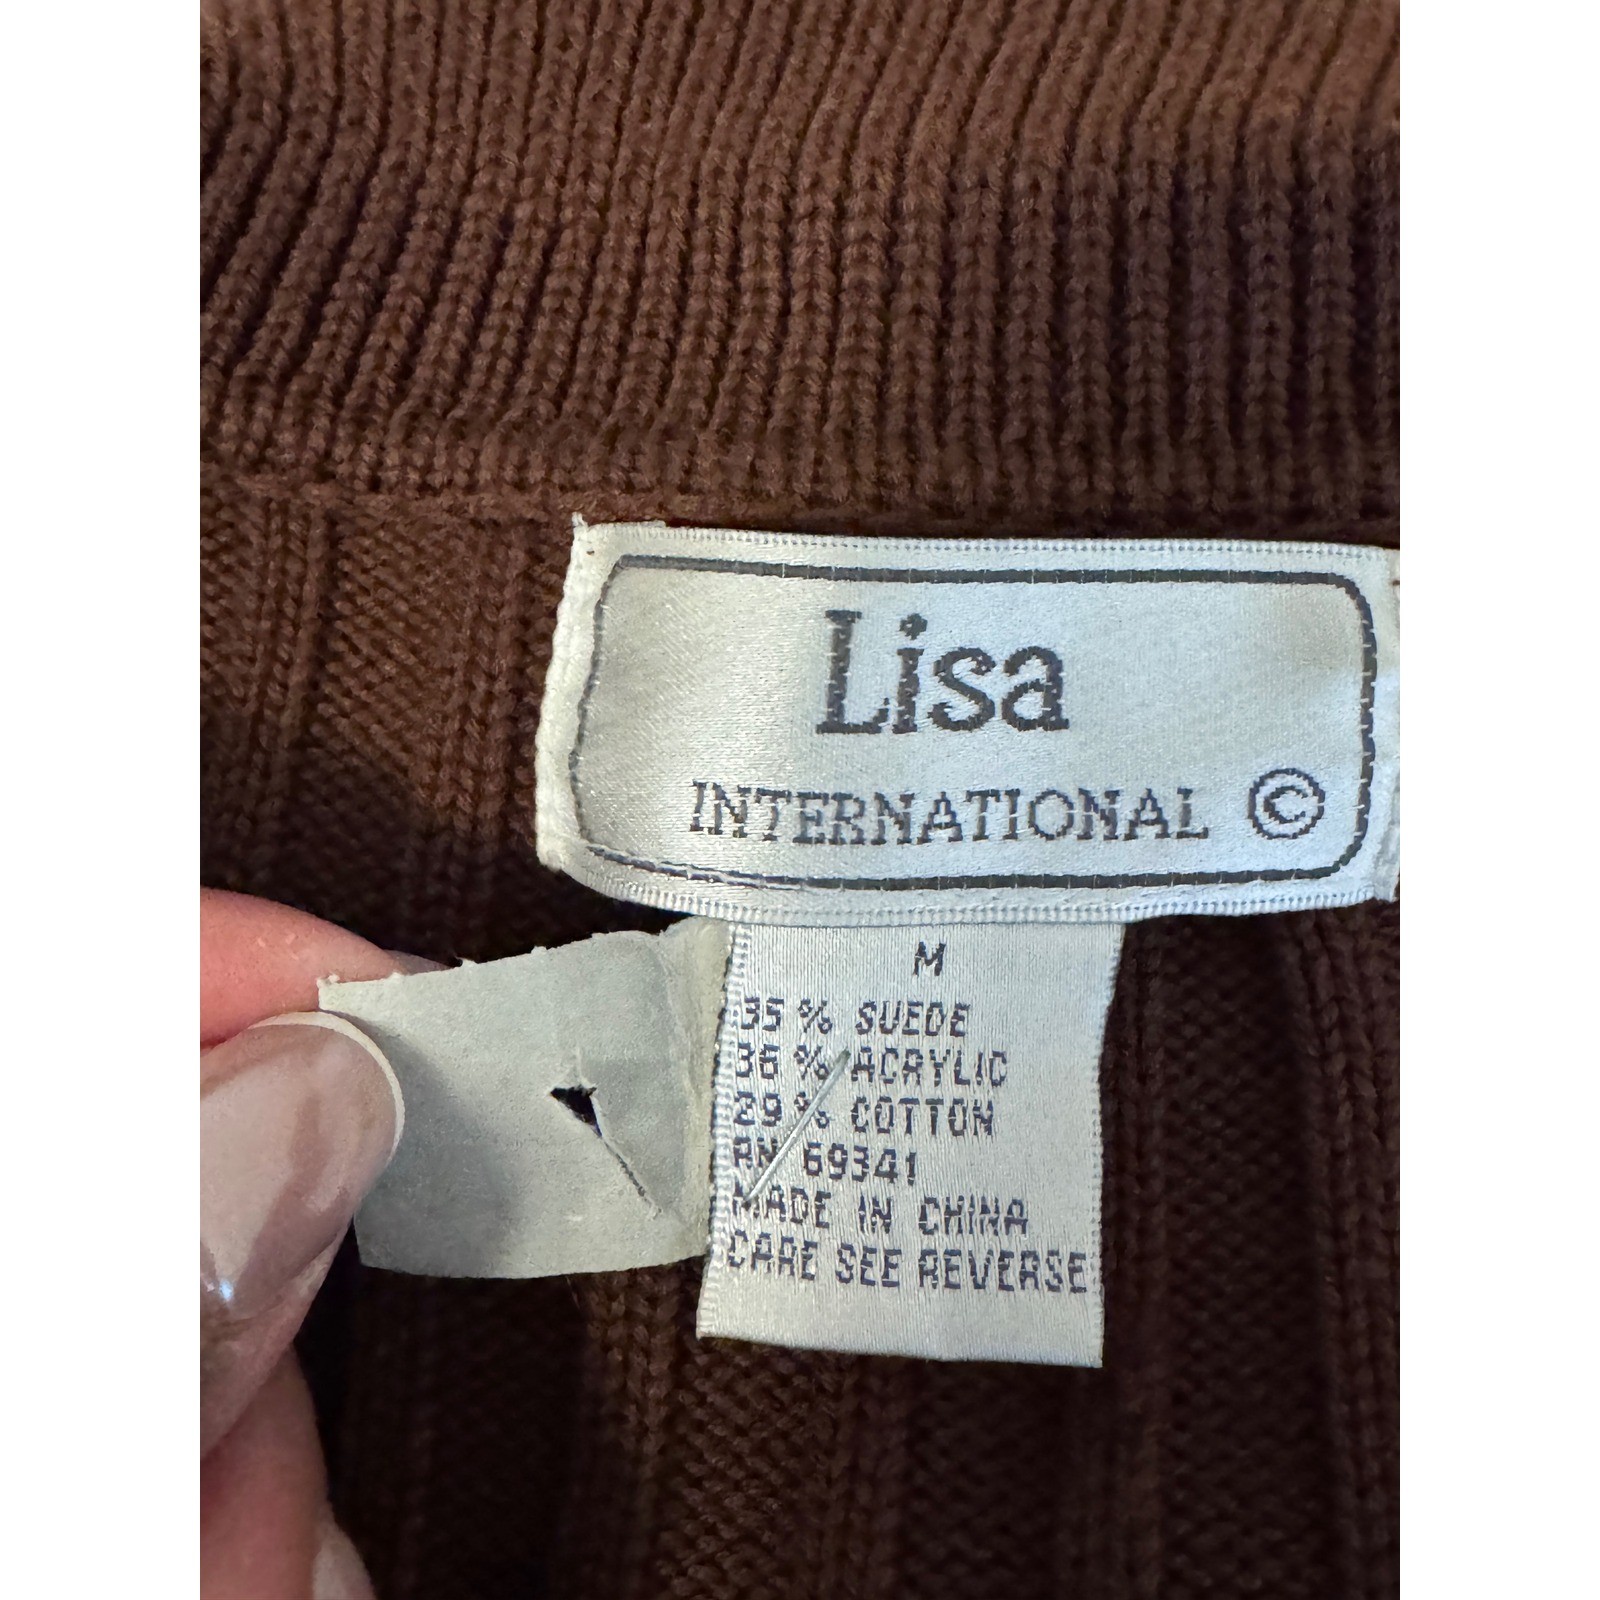 Lisa
INTERNATIONAL ©
M
35 % SUEDE
36 % ACRYLIC
29 % COTTON
RN 69341
MADE IN CHINA
CARE SEE REVERSE